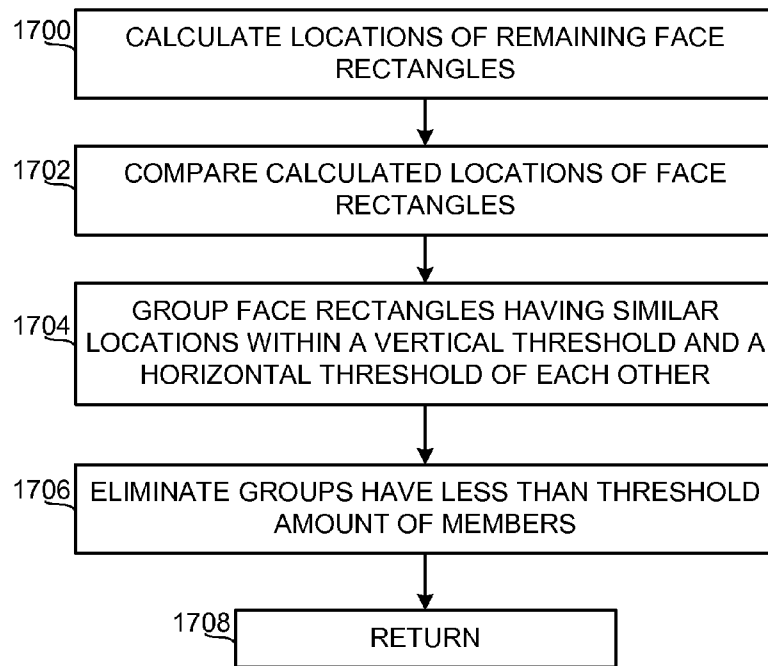 1700
CALCULATE LOCATIONS OF REMAINING FACE
RECTANGLES
1702
COMPARE CALCULATED LOCATIONS OF FACE
RECTANGLES
1704
GROUP FACE RECTANGLES HAVING SIMILAR
LOCATIONS WITHIN A VERTICAL THRESHOLD AND A
HORIZONTAL THRESHOLD OF EACH OTHER
1706
ELIMINATE GROUPS HAVE LESS THAN THRESHOLD
AMOUNT OF MEMBERS
1708
RETURN